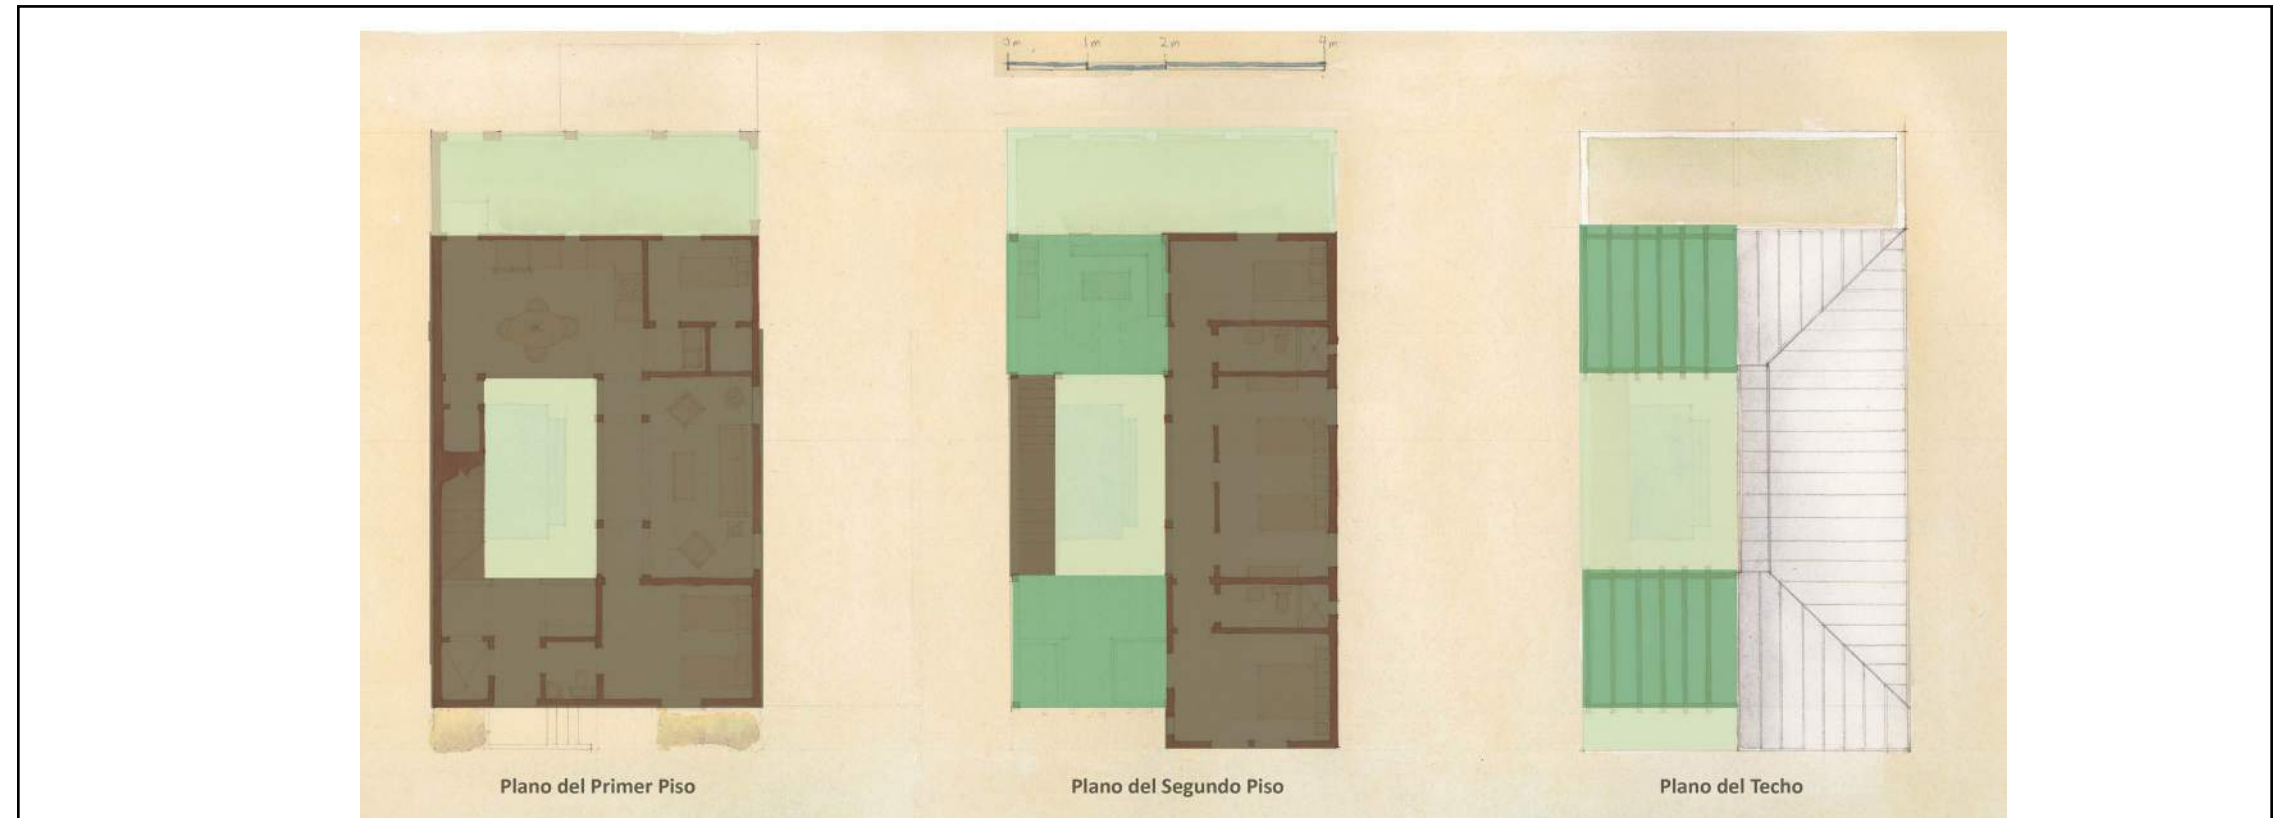 0m 1m 2m 4m
Plano del Primer Piso
Plano del Segundo Piso
Plano del Techo